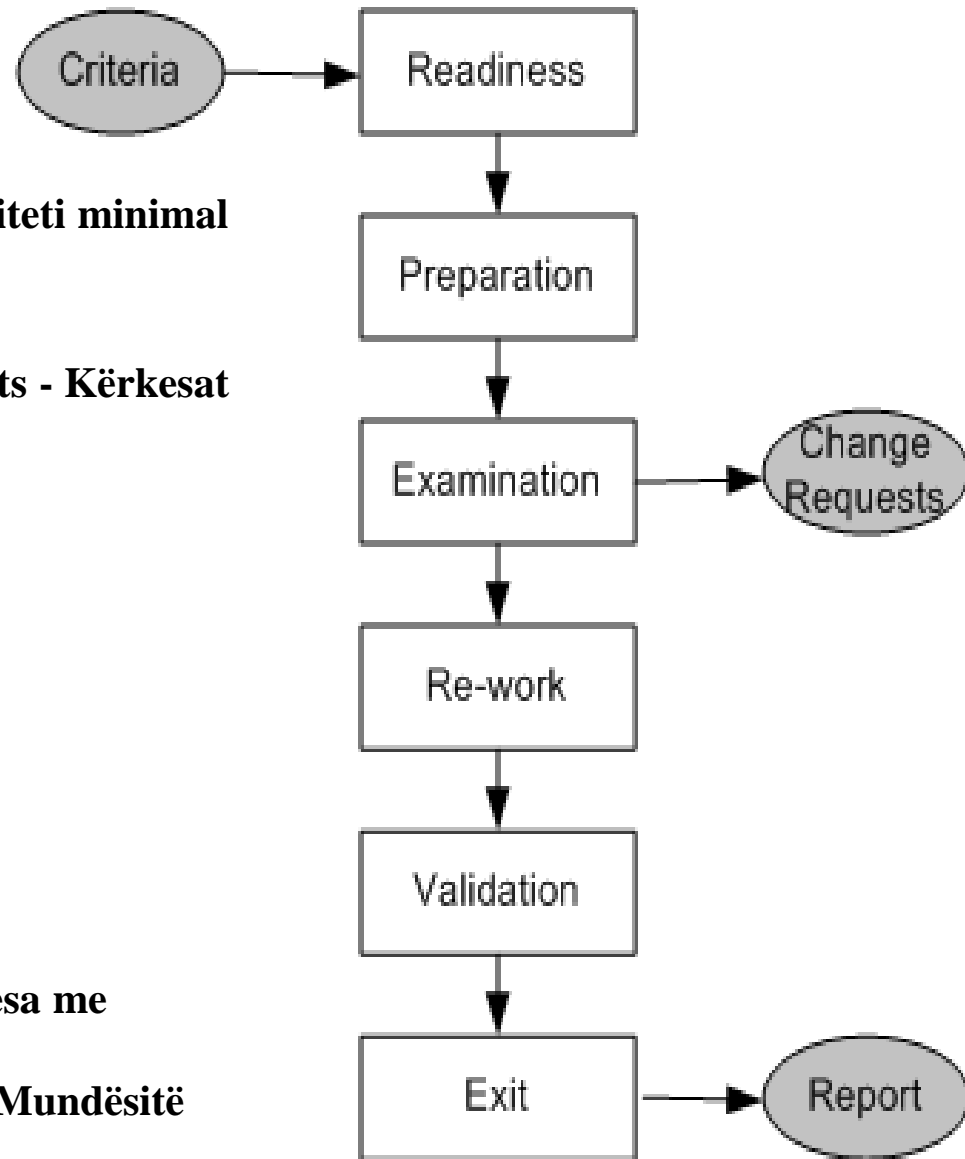 Criteria
Readiness
iteti minimal
Preparation
ts - Kërkesat
Examination
Change
Requests
Re-work
Validation
esa me
Mundësitë
Exit
Report